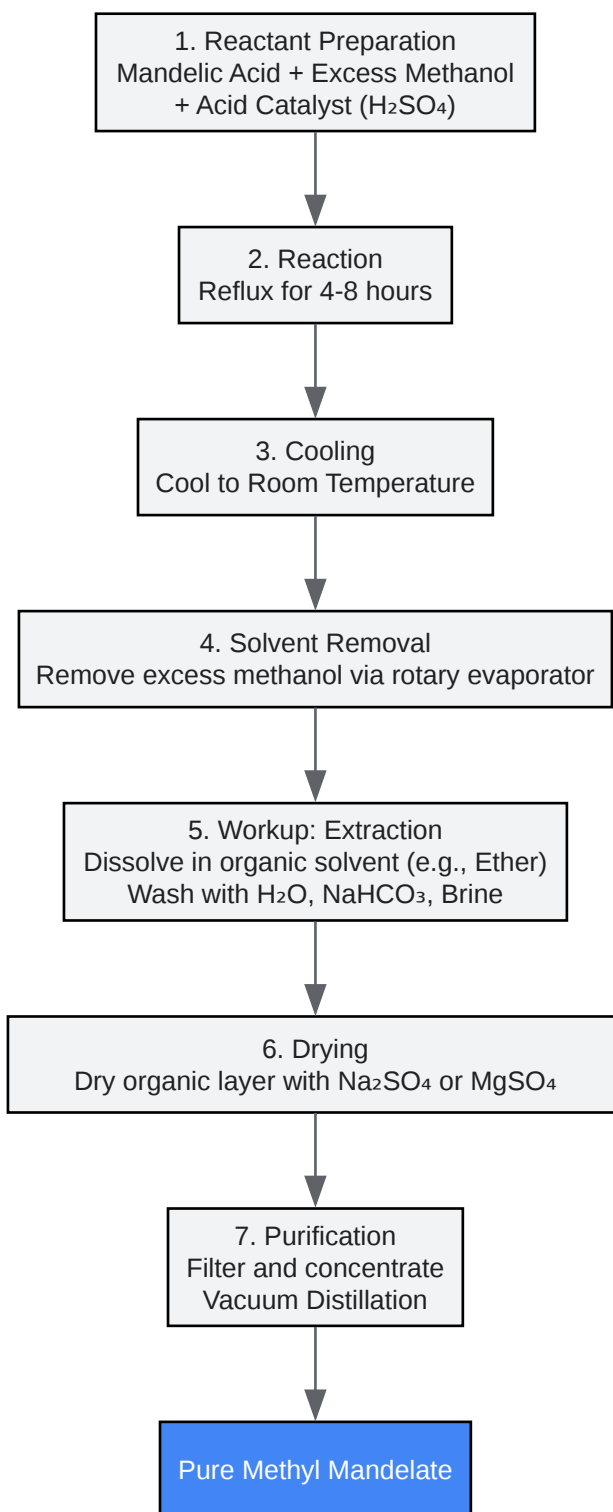 1. Reactant Preparation
Mandelic Acid + Excess Methanol
+ Acid Catalyst (H₂SO₄)
2. Reaction
Reflux for 4-8 hours
3. Cooling
Cool to Room Temperature
4. Solvent Removal
Remove excess methanol via rotary evaporator
5. Workup: Extraction
Dissolve in organic solvent (e.g., Ether)
Wash with H₂O, NaHCO₃, Brine
6. Drying
Dry organic layer with Na₂SO₄ or MgSO₄
7. Purification
Filter and concentrate
Vacuum Distillation
Pure Methyl Mandelate